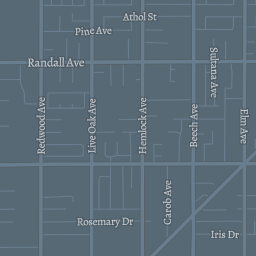 Athol St
Pine Ave
Randall Ave
Sultana Ave
Redwood Ave
Live Oak Ave
Hemlock Ave
Beech Ave
Elm Ave
Carob Ave
Rosemary Dr
Iris Dr